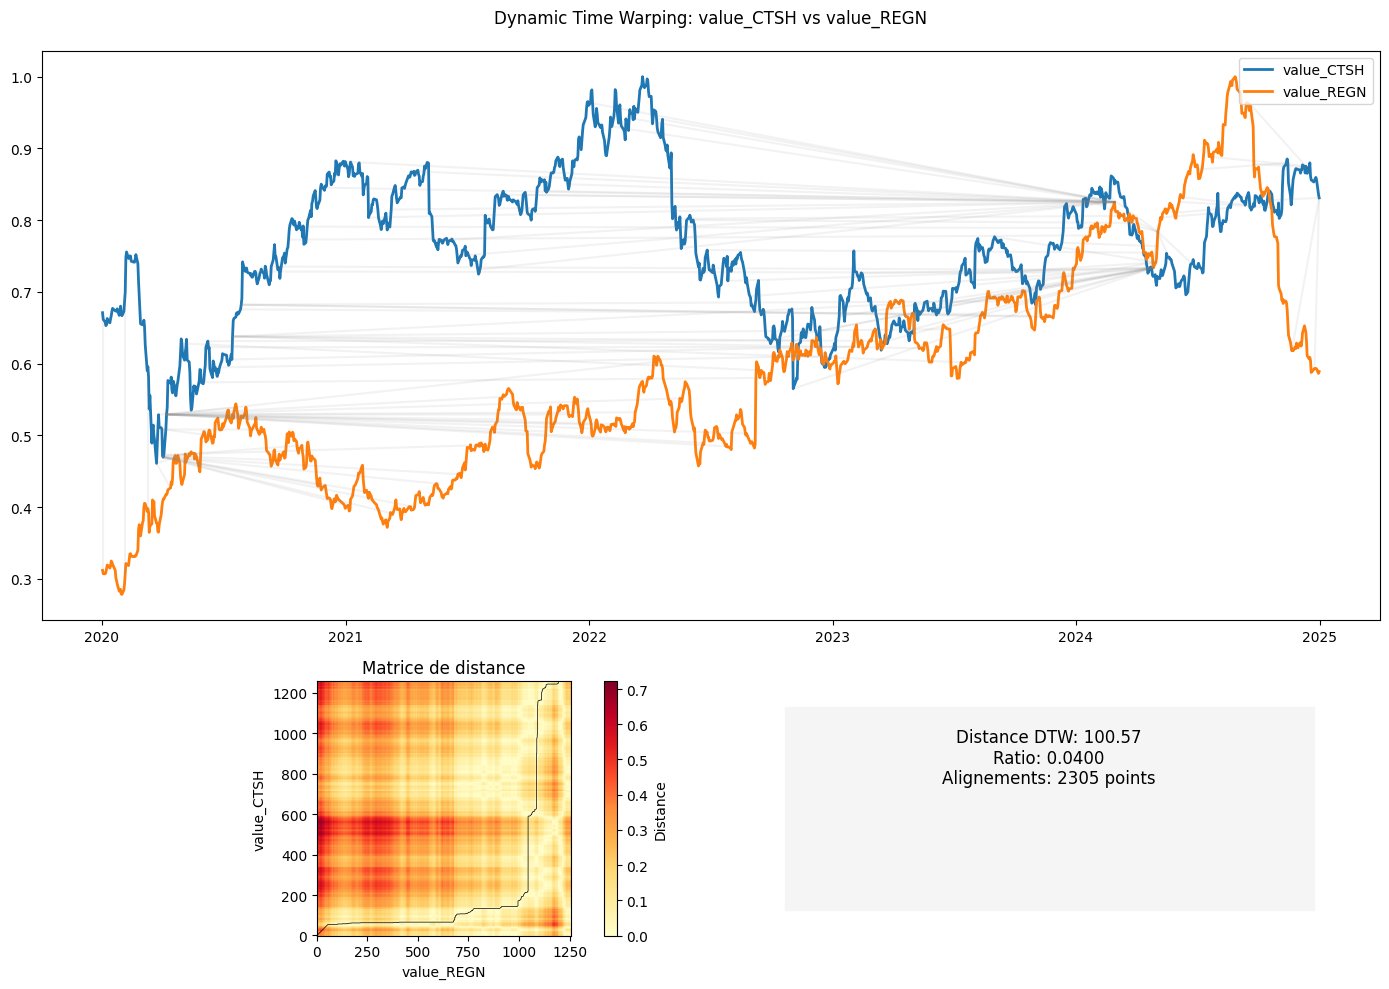 Dynamic Time Warping: value_CTSH vs value_REGN
value_CTSH
value_REGN
1.0
0.9
0.8
0.7
0.6
0.5
0.4
0.3
2020 2021 2022 2023 2024 2025
Matrice de distance
value_CTSH
1200
1000
800
600
400
200
0
0 250 500 750 1000 1250
value_REGN
0.7
0.6
0.5
0.4
0.3
0.2
0.1
0.0
Distance
Distance DTW: 100.57
Ratio: 0.0400
Alignements: 2305 points